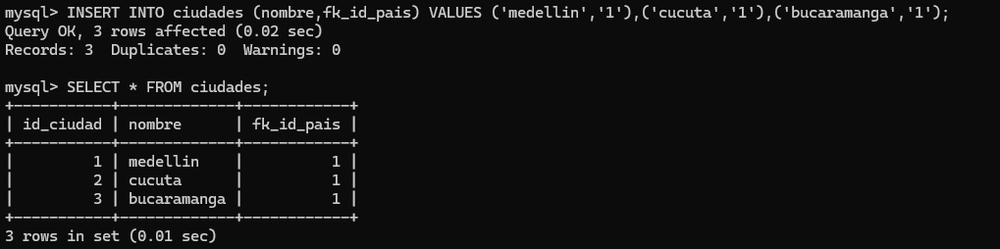 mysql> INSERT INTO ciudades (nombre,fk_id_pais) VALUES ('medellin','1'),('cucuta','1'),('bucaramanga','1');
Query OK, 3 rows affected (0.02 sec)
Records: 3  Duplicates: 0  Warnings: 0

mysql> SELECT * FROM ciudades;
+-----------+-------------+------------+
| id_ciudad | nombre      | fk_id_pais |
+-----------+-------------+------------+
|         1 | medellin    |          1 |
|         2 | cucuta      |          1 |
|         3 | bucaramanga |          1 |
+-----------+-------------+------------+
3 rows in set (0.01 sec)